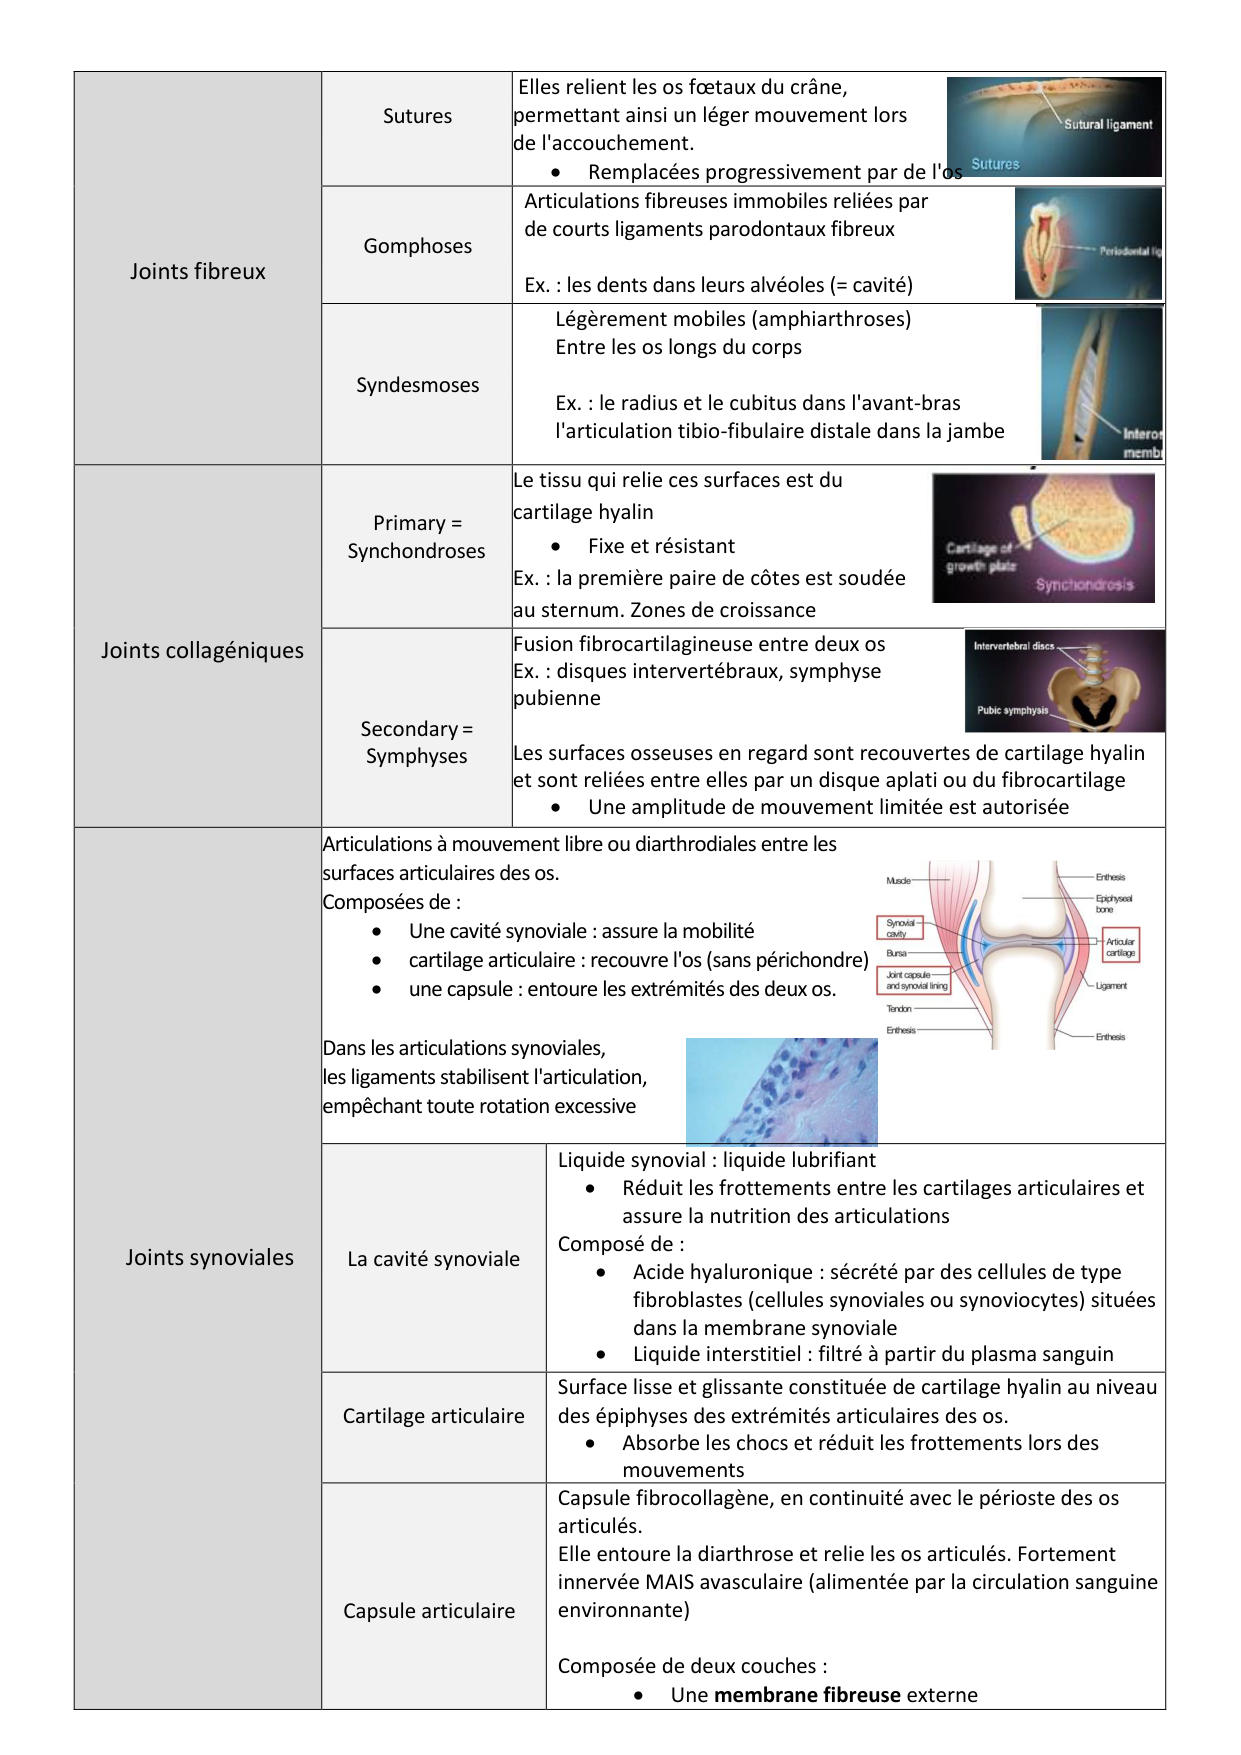 Joints fibreux
Sutures
Elles relient les os fœtaux du crâne,
permettant ainsi un léger mouvement lors
de l'accouchement.
• Remplacées progressivement par de l'os
Sutural ligament
Sutures
Gomphoses
Articulations fibreuses immobiles reliées par
de courts ligaments parodontaux fibreux
Ex. : les dents dans leurs alvéoles (= cavité)
Periodontal lig
Syndesmoses
Légèrement mobiles (amphiarthroses)
Entre les os longs du corps
Ex. : le radius et le cubitus dans l'avant-bras
l'articulation tibio-fibulaire distale dans la jambe
Interos
memb
Joints collagéniques
Primary =
Synchondroses
Le tissu qui relie ces surfaces est du
cartilage hyalin
• Fixe et résistant
Ex. : la première paire de côtes est soudée
au sternum. Zones de croissance
Cartilage of
growth plate
Synchondrosis
Secondary =
Symphyses
Fusion fibrocartilagineuse entre deux os
Ex. : disques intervertébraux, symphyse
pubienne
Intervertebral discs
Pubic symphysis
Les surfaces osseuses en regard sont recouvertes de cartilage hyalin
et sont reliées entre elles par un disque aplati ou du fibrocartilage
• Une amplitude de mouvement limitée est autorisée
Joints synoviales
Articulations à mouvement libre ou diarthrodiales entre les
surfaces articulaires des os.
Composées de :
• Une cavité synoviale : assure la mobilité
• cartilage articulaire : recouvre l'os (sans périchondre)
• une capsule : entoure les extrémités des deux os.
Muscle
Synovial
cavity
Bursa
Joint capsule
and synovial lining
Tendon
Enthesis
Enthesis
Epiphyseal
bone
Articular
cartilage
Ligament
Enthesis
Dans les articulations synoviales,
les ligaments stabilisent l'articulation,
empêchant toute rotation excessive
La cavité synoviale
Liquide synovial : liquide lubrifiant
• Réduit les frottements entre les cartilages articulaires et
assure la nutrition des articulations
Composé de :
• Acide hyaluronique : sécrété par des cellules de type
fibroblastes (cellules synoviales ou synoviocytes) situées
dans la membrane synoviale
• Liquide interstitiel : filtré à partir du plasma sanguin
Cartilage articulaire
Surface lisse et glissante constituée de cartilage hyalin au niveau
des épiphyses des extrémités articulaires des os.
• Absorbe les chocs et réduit les frottements lors des
mouvements
Capsule articulaire
Capsule fibrocollagène, en continuité avec le périoste des os
articulés.
Elle entoure la diarthrose et relie les os articulés. Fortement
innervée MAIS avasculaire (alimentée par la circulation sanguine
environnante)
Composée de deux couches :
• Une membrane fibreuse externe